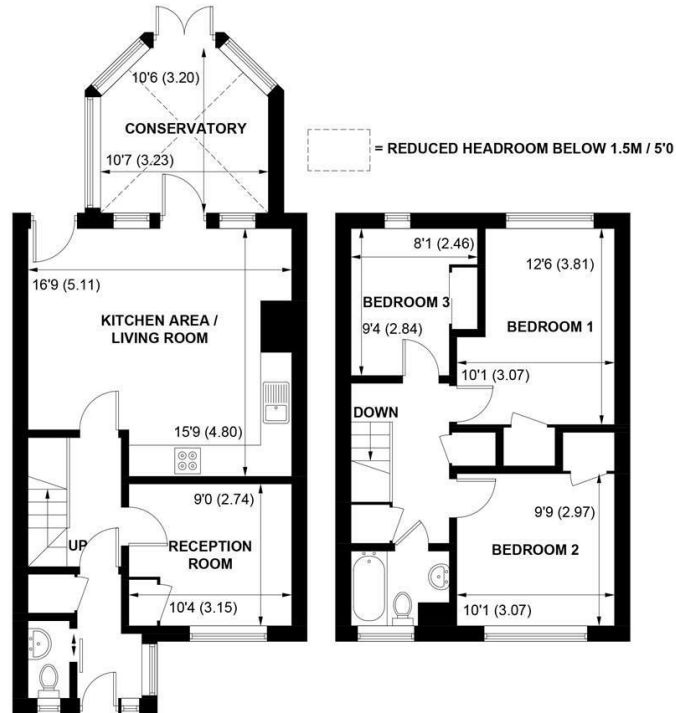 10'6 (3.20)
CONSERVATORY
10'7 (3.23)
= REDUCED HEADROOM BELOW 1.5M / 5'0
16'9 (5.11)
KITCHEN AREA /
LIVING ROOM
15'9 (4.80)
9'0 (2.74)
UP
RECEPTION
ROOM
10'4 (3.15)
8'1 (2.46)
12'6 (3.81)
BEDROOM 3
BEDROOM 1
9'4 (2.84)
10'1 (3.07)
DOWN
9'9 (2.97)
BEDROOM 2
10'1 (3.07)